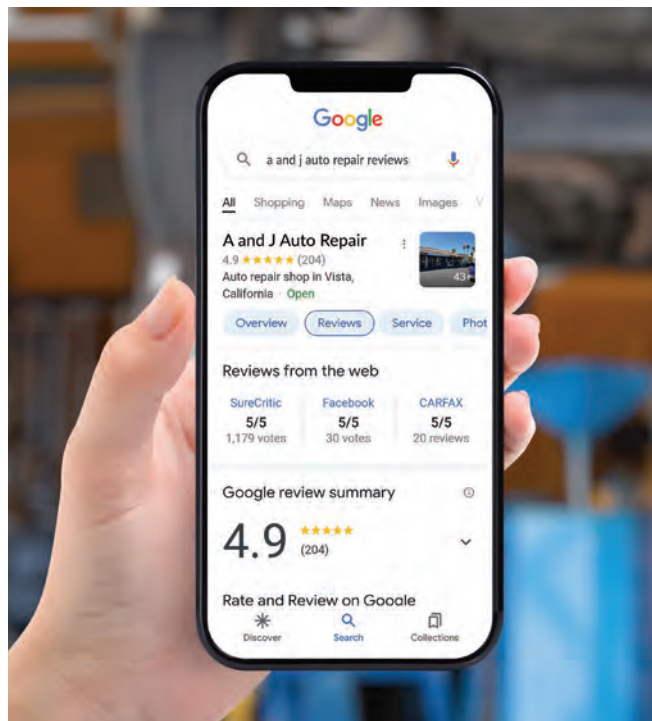 Google
a and j auto repair reviews
All Shopping Maps News Images V
A and J Auto Repair
4.9 ★★★★★ (204)
Auto repair shop in Vista,
California · Open
43+
Overview Reviews Service Phot
Reviews from the web
SureCritic Facebook CARFAX
5/5 5/5 5/5
1,179 votes 30 votes 20 reviews
Google review summary
4.9 ★★★★★
(204)
Rate and Review on Google
Discover Search Collections